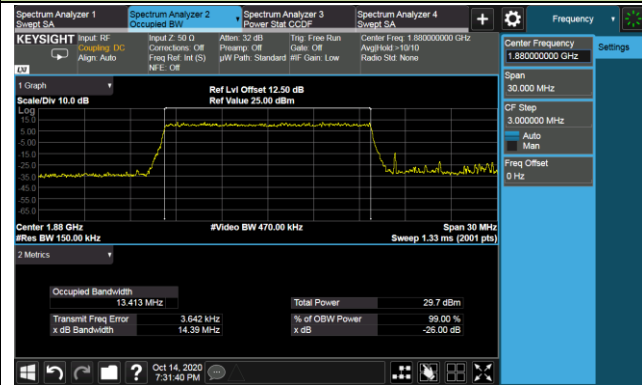 Spectrum Analyzer 1
Swept SA
Spectrum Analyzer 2
Occupied BW
Spectrum Analyzer 3
Power Stat CCDF
Spectrum Analyzer 4
Swept SA
+
Frequency
KEYSIGHT
Input: RF
Coupling: DC
Align: Auto
Input Z: 50 Ω
Corrections: Off
Freq Ref: Int (S)
NFE: Off
Atten: 32 dB
Preamp: Off
µW Path: Standard
Trig: Free Run
Gate: Off
#IF Gain: Low
Center Freq: 1.880000000 GHz
Avg|Hold:>10/10
Radio Std: None
LXI
Center Frequency
1.880000000 GHz
Settings
Span
30.000 MHz
CF Step
3.000000 MHz
Auto
Man
Freq Offset
0 Hz
1 Graph
Scale/Div 10.0 dB
Ref Lvl Offset 12.50 dB
Ref Value 25.00 dBm
Log
15.0
5.00
-5.00
-15.0
-25.0
-35.0
-45.0
-55.0
-65.0
Center 1.88 GHz
#Res BW 150.00 kHz
#Video BW 470.00 kHz
Span 30 MHz
Sweep 1.33 ms (2001 pts)
2 Metrics
Occupied Bandwidth
13.413 MHz
Total Power 29.7 dBm
Transmit Freq Error 3.642 kHz
% of OBW Power 99.00 %
x dB Bandwidth 14.39 MHz
x dB -26.00 dB
?
Oct 14, 2020
7:31:40 PM